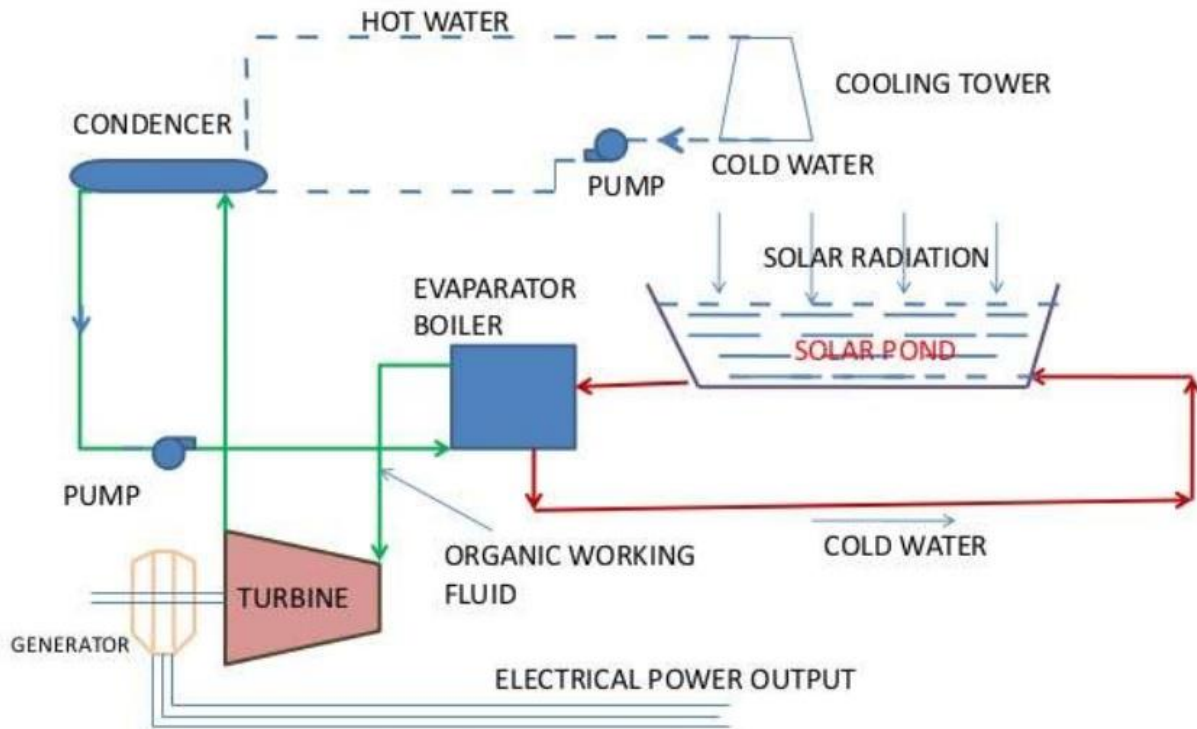 HOT WATER
COOLING TOWER
CONDENCER
PUMP
COLD WATER
SOLAR RADIATION
EVAPARATOR
BOILER
SOLAR POND
PUMP
ORGANIC WORKING
FLUID
COLD WATER
TURBINE
GENERATOR
ELECTRICAL POWER OUTPUT